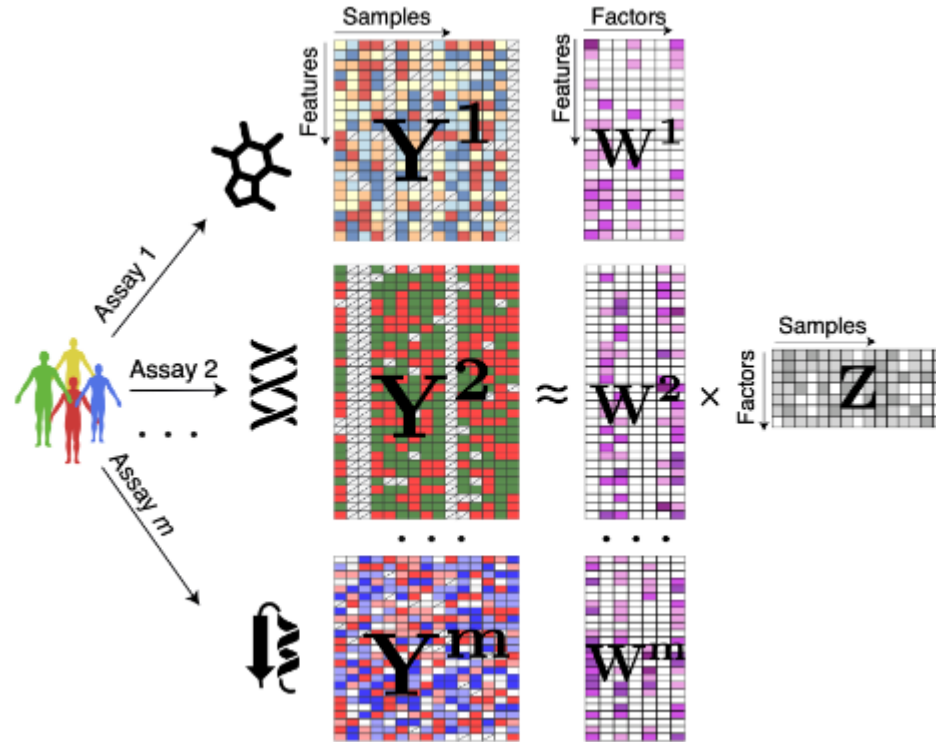 Samples
Factors
Features
Features
Y¹
W¹
Assay 1
Assay 2
. . .
Assay m
Y²
≈
W²
×
Samples
Factors
Z
. . .
. . .
Yᵐ
Wᵐ